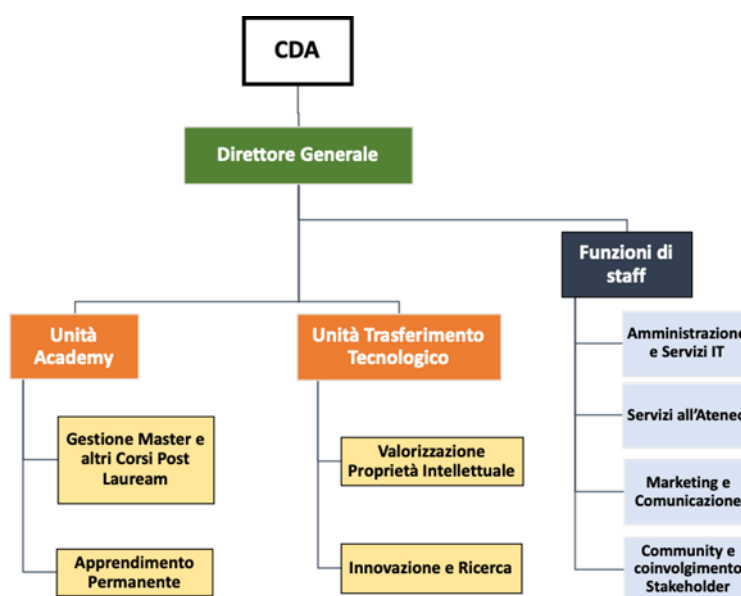 CDA
Direttore Generale
Funzioni di
staff
Unità
Academy
Unità Trasferimento
Tecnologico
Amministrazione
e Servizi IT
Gestione Master e
altri Corsi Post
Lauream
Servizi all'Ateneo
Valorizzazione
Proprietà Intellettuale
Marketing e
Comunicazione
Apprendimento
Permanente
Innovazione e Ricerca
Community e
coinvolgimento
Stakeholder